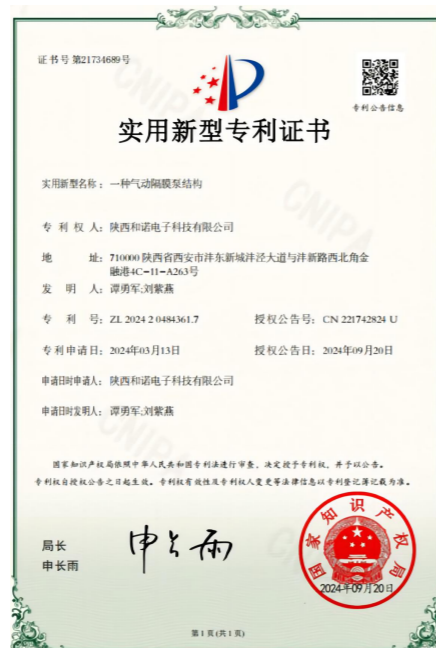 证书号第21734689号
专利公告信息
实用新型专利证书
实用新型名称：一种气动隔膜泵结构
专利权人：陕西和诺电子科技有限公司
地址：710000 陕西省西安市沣东新城沣泾大道与沣新路西北角金
融港4C-11-A263号
发明人：谭勇军;刘紫燕
专利号：ZL 2024 2 0484361.7 授权公告号：CN 221742824 U
专利申请日：2024年03月13日 授权公告日：2024年09月20日
申请日时申请人：陕西和诺电子科技有限公司
申请日时发明人：谭勇军;刘紫燕
国家知识产权局依照中华人民共和国专利法进行审查，决定授予专利权，并予以公告。
专利权自授权公告之日起生效。专利权有效性及专利权人变更等法律信息以专利登记簿记载为准。
局长
申长雨
申长雨
国家知识产权局
2024年09月20日
第1页(共1页)
CNIPA
CNIPA
CNIPA